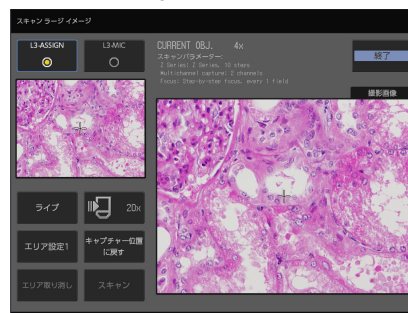 スキャン ラージ イメージ
L3-ASSIGN
L3-MIC
CURRENT OBJ. 4x
スキャンパラメーター:
Z Series: Z Series, 10 steps
Multichannel capture: 2 channels
Focus: Step-by-step focus, every 1 field
終了
撮影画像
ライブ
20x
エリア設定1
キャプチャー位置
に戻す
エリア取り消し
スキャン